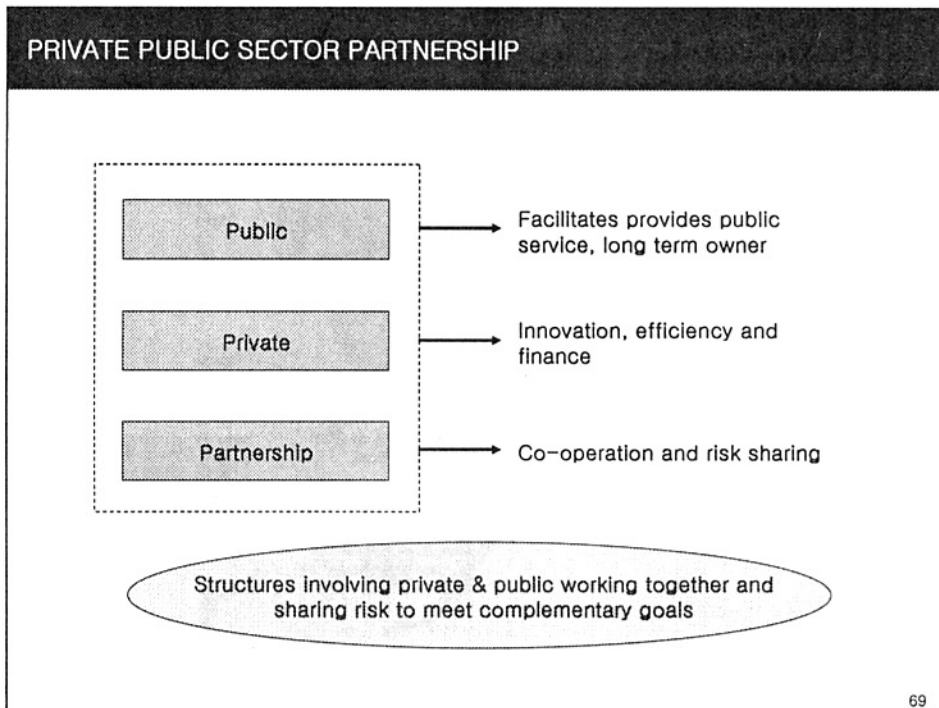 PRIVATE PUBLIC SECTOR PARTNERSHIP
Public
Facilitates provides public
service, long term owner
Private
Innovation, efficiency and
finance
Partnership
Co-operation and risk sharing
Structures involving private & public working together and
sharing risk to meet complementary goals
69